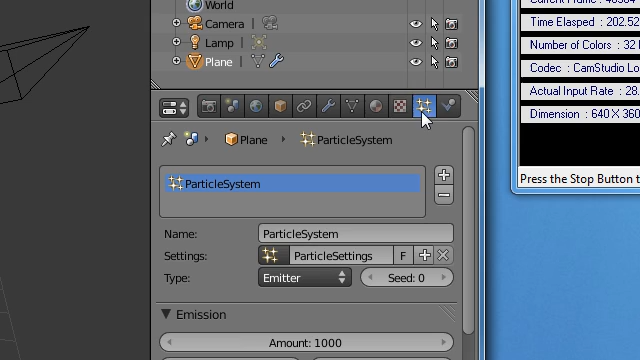 World
Camera
Lamp
Plane
Plane
ParticleSystem
ParticleSystem
Name:
ParticleSystem
Settings:
ParticleSettings
F
Type:
Emitter
Seed: 0
Emission
Amount: 1000
Time Elasped : 202.52
Number of Colors : 32
Codec : CamStudio Lo
Actual Input Rate : 28.
Dimension : 640 X 360
Press the Stop Button t